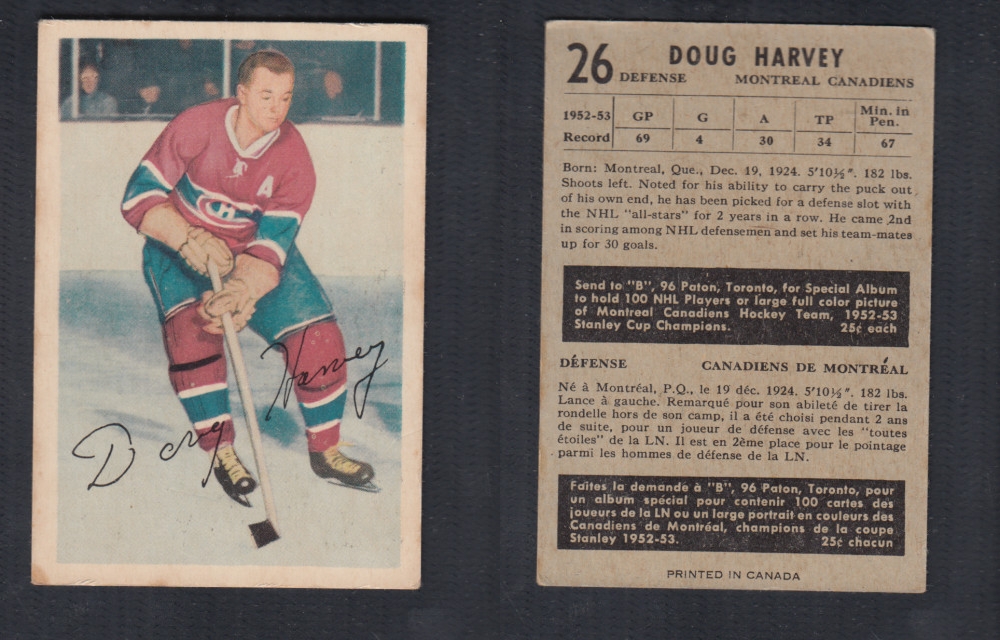 A
CH
Doug Harvey
26 DOUG HARVEY
DEFENSE MONTREAL CANADIENS
1952-53 Record GP G A TP Min. in Pen.
69 4 30 34 67
Born: Montreal, Que., Dec. 19, 1924. 5'10½". 182 lbs.
Shoots left. Noted for his ability to carry the puck out
of his own end, he has been picked for a defense slot with
the NHL "all-stars" for 2 years in a row. He came 2nd
in scoring among NHL defensemen and set his team-mates
up for 30 goals.
Send to "B", 96 Paton, Toronto, for Special Album
to hold 100 NHL Players or large full color picture
of Montreal Canadiens Hockey Team, 1952-53
Stanley Cup Champions. 25¢ each
DÉFENSE CANADIENS DE MONTRÉAL
Né à Montréal, P.Q., le 19 déc. 1924. 5'10½". 182 lbs.
Lance à gauche. Remarqué pour son abileté de tirer la
rondelle hors de son camp, il a été choisi pendant 2 ans
de suite, pour un joueur de défense avec les "toutes
étoiles" de la LN. Il est en 2ème place pour le pointage
parmi les hommes de défense de la LN.
Faites la demande à "B", 96 Paton, Toronto, pour
un album spécial pour contenir 100 cartes des
joueurs de la LN ou un large portrait en couleurs des
Canadiens de Montréal, champions de la coupe
Stanley 1952-53. 25¢ chacun
PRINTED IN CANADA